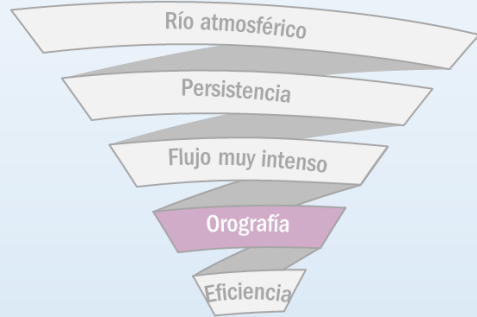 Río atmosférico
Persistencia
Flujo muy intenso
Orografía
Eficiencia